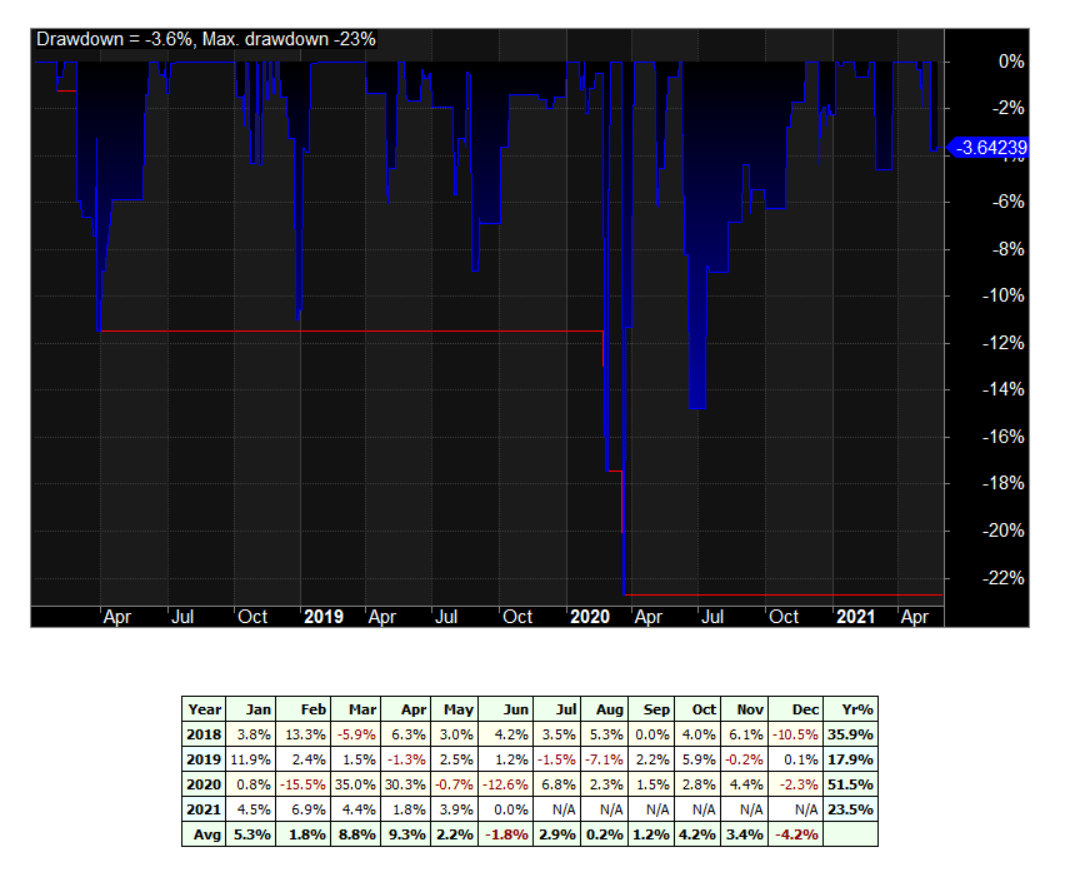 Drawdown = -3.6%, Max. drawdown -23%
0%
-2%
-3.64239
-6%
-8%
-10%
-12%
-14%
-16%
-18%
-20%
-22%
Apr Jul Oct 2019 Apr Jul Oct 2020 Apr Jul Oct 2021 Apr
Year Jan Feb Mar Apr May Jun Jul Aug Sep Oct Nov Dec Yr%
2018 3.8% 13.3% -5.9% 6.3% 3.0% 4.2% 3.5% 5.3% 0.0% 4.0% 6.1% -10.5% 35.9%
2019 11.9% 2.4% 1.5% -1.3% 2.5% 1.2% -1.5% -7.1% 2.2% 5.9% -0.2% 0.1% 17.9%
2020 0.8% -15.5% 35.0% 30.3% -0.7% -12.6% 6.8% 2.3% 1.5% 2.8% 4.4% -2.3% 51.5%
2021 4.5% 6.9% 4.4% 1.8% 3.9% 0.0% N/A N/A N/A N/A N/A N/A 23.5%
Avg 5.3% 1.8% 8.8% 9.3% 2.2% -1.8% 2.9% 0.2% 1.2% 4.2% 3.4% -4.2%